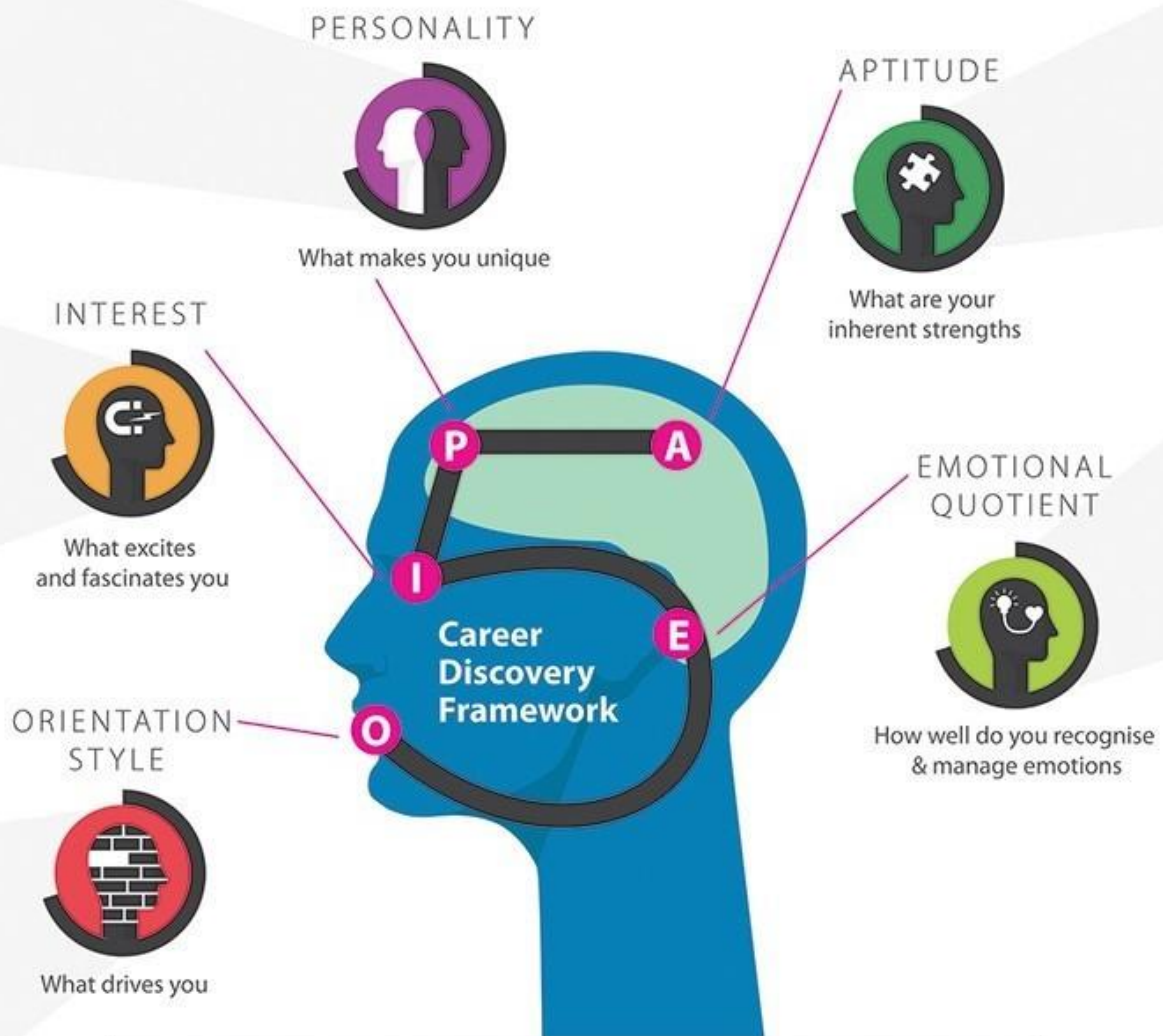 PERSONALITY
What makes you unique
APTITUDE
What are your
inherent strengths
INTEREST
What excites
and fascinates you
P
A
EMOTIONAL
QUOTIENT
How well do you recognise
& manage emotions
I
E
Career
Discovery
Framework
O
ORIENTATION
STYLE
What drives you